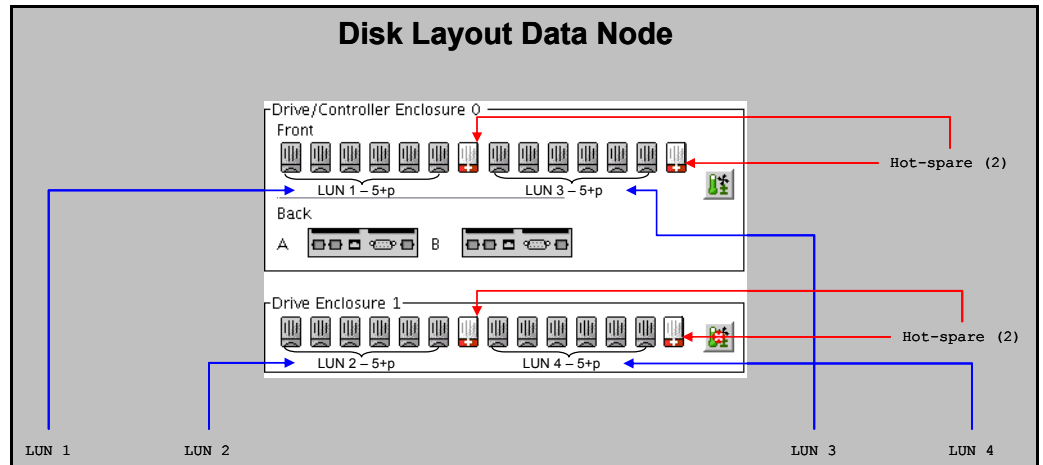 Disk Layout Data Node
Drive/Controller Enclosure 0
Front
Hot-spare (2)
LUN 1 – 5+p
LUN 3 – 5+p
Back
A
B
Drive Enclosure 1
Hot-spare (2)
LUN 2 – 5+p
LUN 4 – 5+p
LUN 1
LUN 2
LUN 3
LUN 4